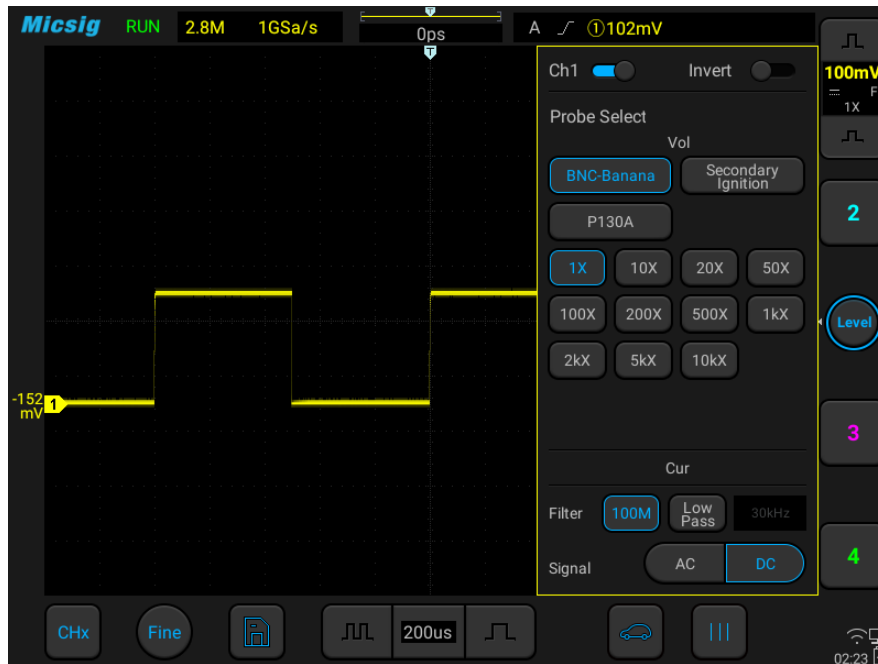 Micsig RUN 2.8M 1GSa/s T 0ps A ①102mV
T
Ch1 Invert
100mV
F
1X
Probe Select
Vol
BNC-Banana
Secondary
Ignition
P130A
2
1X 10X 20X 50X
100X 200X 500X 1kX
Level
2kX 5kX 10kX
-152
mV
1
3
Cur
Filter 100M Low
Pass 30kHz
Signal AC DC
4
CHx Fine 200us
02:23